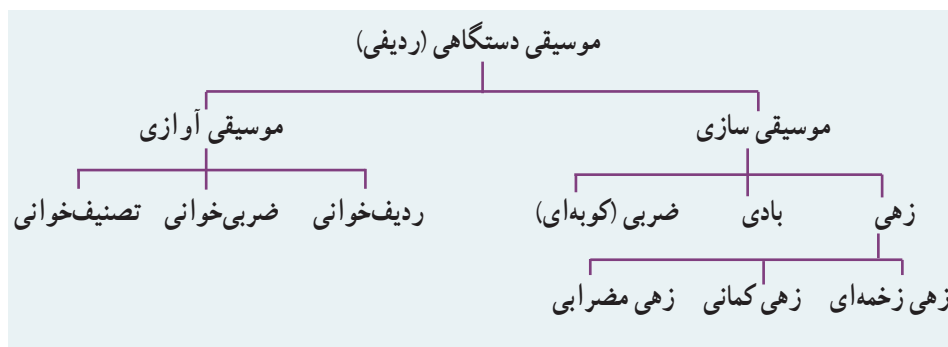 موسیقی دستگاهی (ردیفی)
موسیقی سازی موسیقی آوازی
زهی بادی ضربی (کوبه‌ای) ردیف‌خوانی ضربی‌خوانی تصنیف‌خوانی
زهی زخمه‌ای زهی کمانی زهی مضرابی